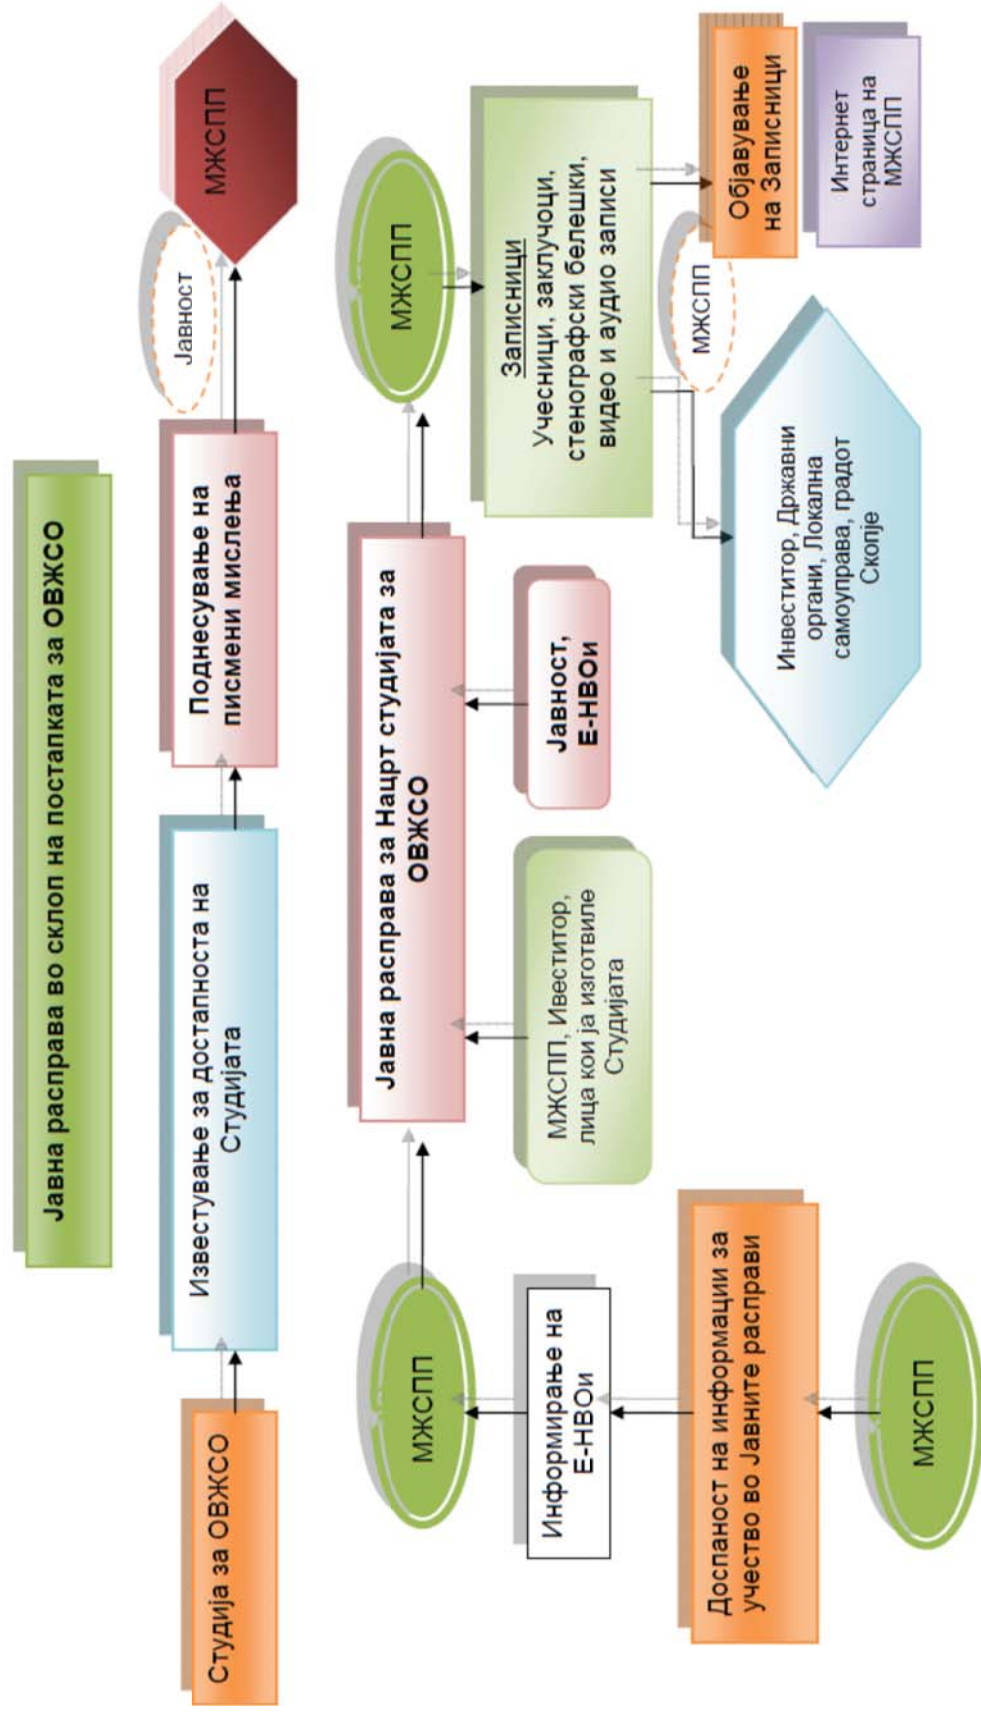 Јавна расправа во склоп на постапката за ОВЖСО
Студија за ОВЖСО
Известување за достапноста на
Студијата
Поднесување на
писмени мислења
Јавност
МЖСПП
МЖСПП
Јавна расправа за Нацрт студијата за
ОВЖСО
МЖСПП
Информирање на
Е-НВОи
МЖСПП, Ивеститор,
лица кои ја изготвиле
Студијата
Јавност,
Е-НВОи
Записници
Учесници, заклучоци,
стенографски белешки,
видео и аудио записи
Доспаност на информации за
учество во Јавните расправи
МЖСПП
МЖСПП
Објавување
на Записници
Инвеститор, Државни
органи, Локална
самоуправа, градот
Скопје
Интернет
страница на
МЖСПП